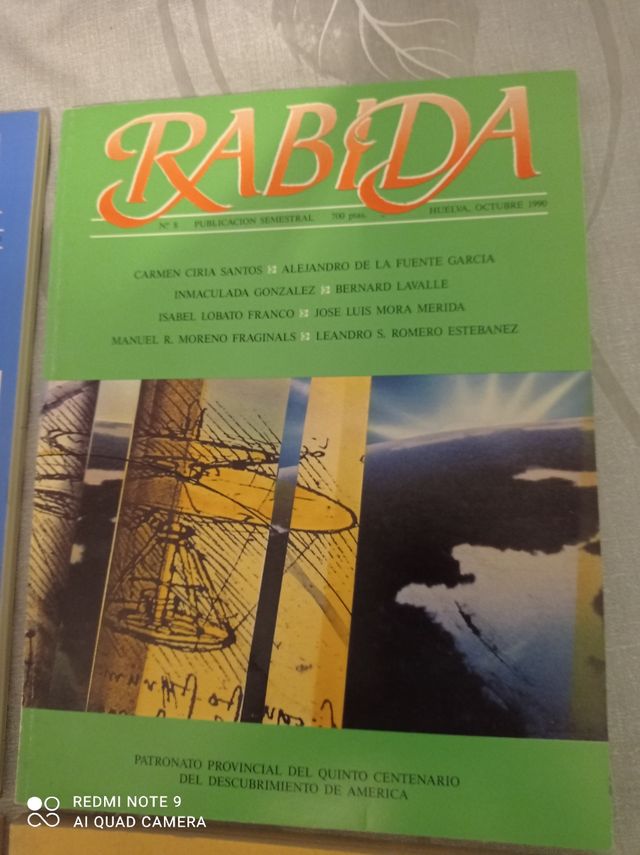 RABIDA
Nº 8 PUBLICACION SEMESTRAL 700 ptas. HUELVA, OCTUBRE 1990
CARMEN CIRIA SANTOS ALEJANDRO DE LA FUENTE GARCIA
INMACULADA GONZALEZ BERNARD LAVALLE
ISABEL LOBATO FRANCO JOSE LUIS MORA MERIDA
MANUEL R. MORENO FRAGINALS LEANDRO S. ROMERO ESTEBANEZ
PATRONATO PROVINCIAL DEL QUINTO CENTENARIO
DEL DESCUBRIMIENTO DE AMERICA
REDMI NOTE 9
AI QUAD CAMERA